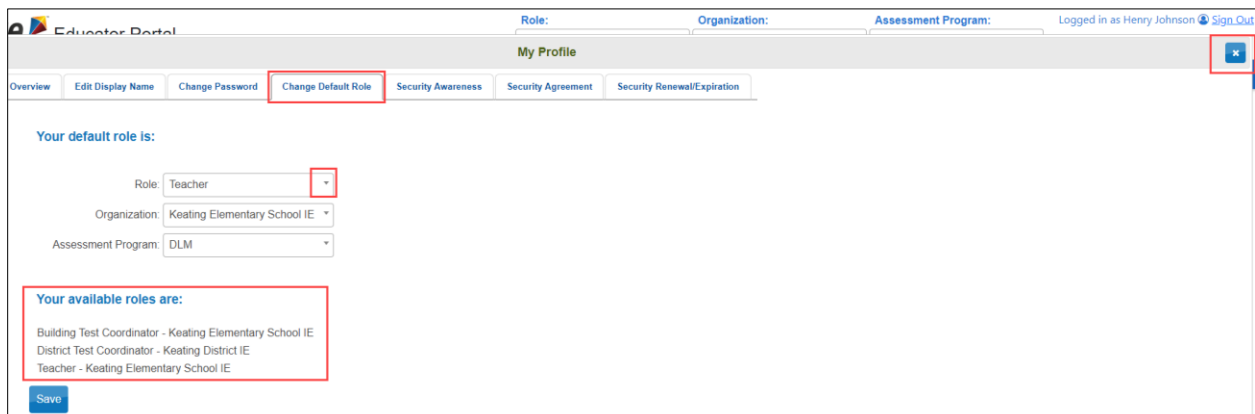 Role: Organization: Assessment Program: Logged in as Henry Johnson Sign Out
Educator Portal
My Profile
Overview Edit Display Name Change Password Change Default Role Security Awareness Security Agreement Security Renewal/Expiration
Your default role is:
Role: Teacher
Organization: Keating Elementary School IE
Assessment Program: DLM
Your available roles are:
Building Test Coordinator - Keating Elementary School IE
District Test Coordinator - Keating District IE
Teacher - Keating Elementary School IE
Save